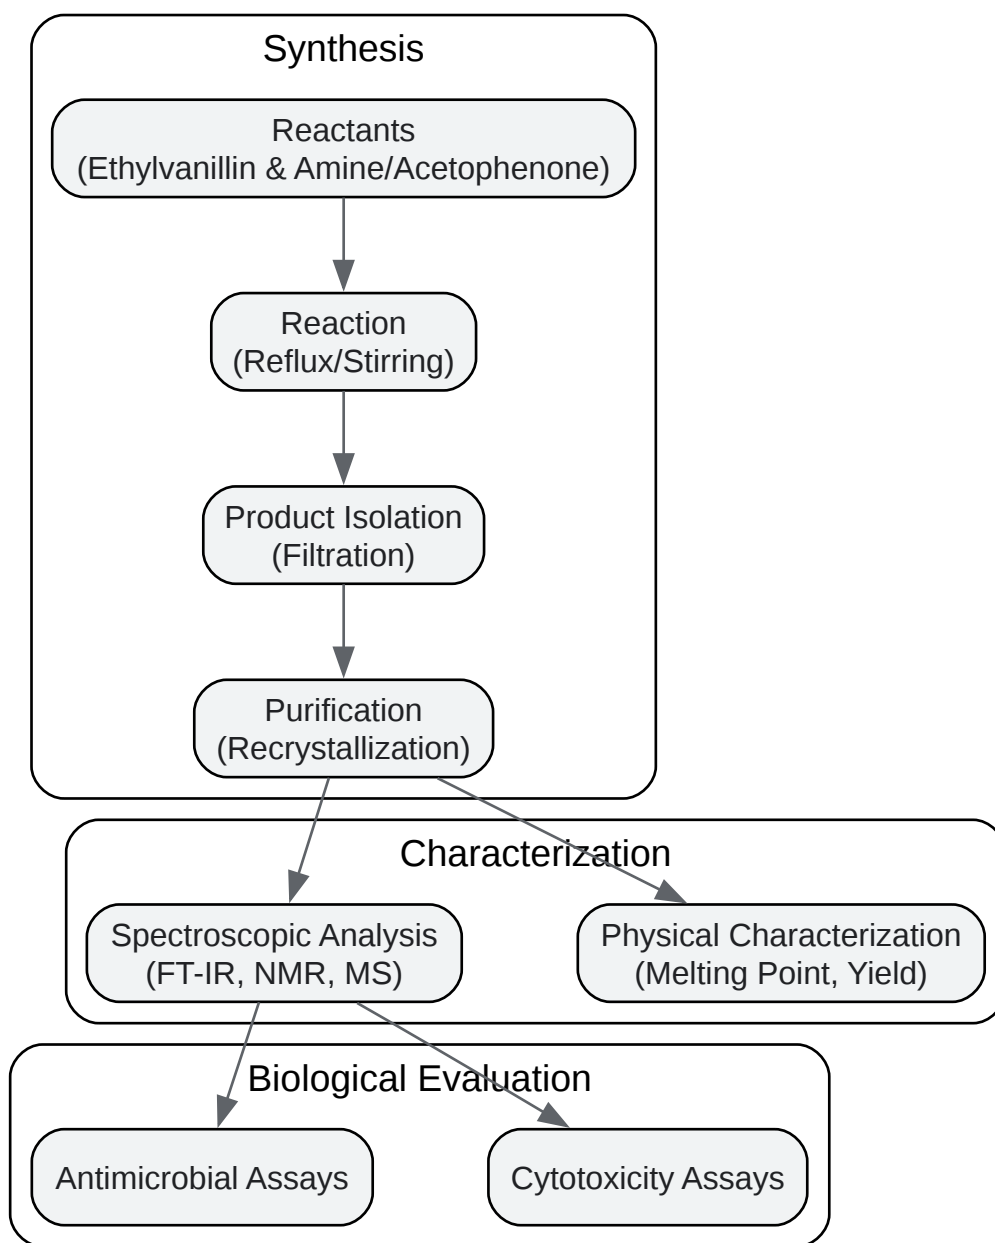 Synthesis
Reactants
(Ethylvanillin & Amine/Acetophenone)
Reaction
(Reflux/Stirring)
Product Isolation
(Filtration)
Purification
(Recrystallization)
Characterization
Spectroscopic Analysis
(FT-IR, NMR, MS)
Physical Characterization
(Melting Point, Yield)
Biological Evaluation
Antimicrobial Assays
Cytotoxicity Assays